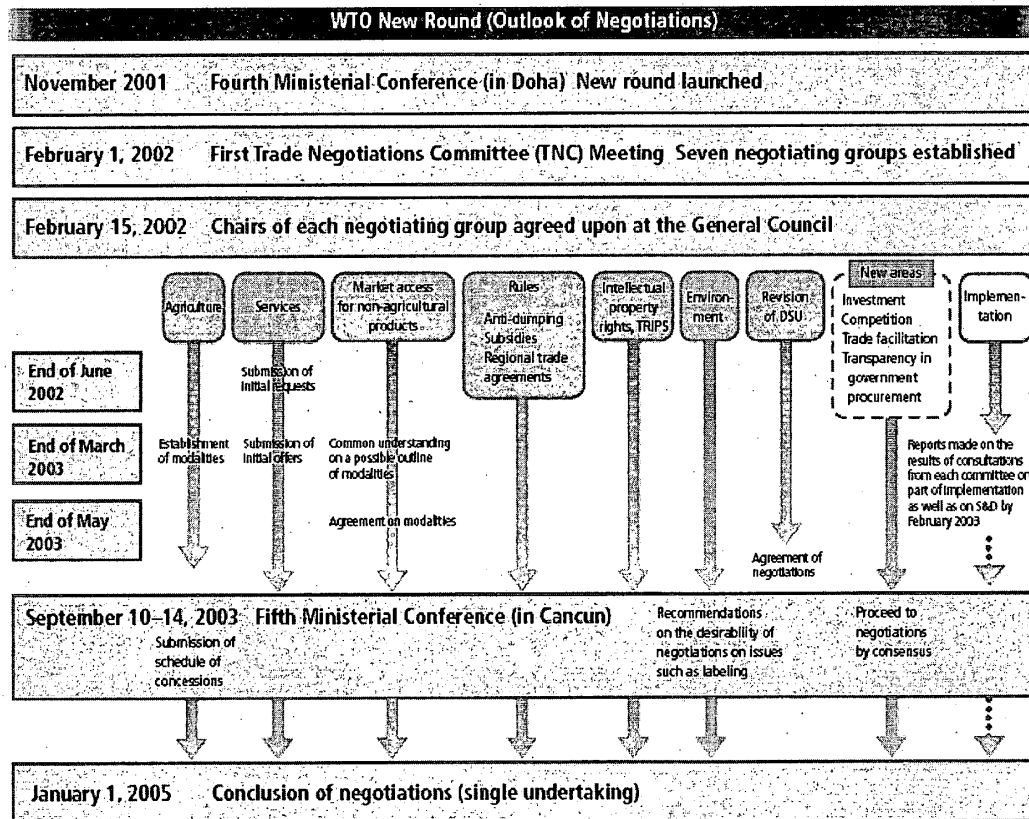 WTO New Round (Outlook of Negotiations)
November 2001 Fourth Ministerial Conference (in Doha) New round launched
February 1, 2002 First Trade Negotiations Committee (TNC) Meeting Seven negotiating groups established
February 15, 2002 Chairs of each negotiating group agreed upon at the General Council
Agriculture
Services
Market access
for non-agricultural
products
Rules
Anti-dumping
Subsidies
Regional trade
agreements
Intellectual
property
rights, TRIPS
Environ-
ment
Revision
of DSU
New areas
Investment
Competition
Trade facilitation
Transparency in
government
procurement
Implemen-
tation
End of June
2002
Submission of
initial requests
End of March
2003
Establishment
of modalities
Submission of
initial offers
Common understanding
on a possible outline
of modalities
Reports made on the
results of consultations
from each committee on
part of implementation
as well as on S&D by
February 2003
End of May
2003
Agreement on modalities
Agreement of
negotiations
September 10–14, 2003 Fifth Ministerial Conference (in Cancun)
Submission of
schedule of
concessions
Recommendations
on the desirability of
negotiations on issues
such as labeling
Proceed to
negotiations
by consensus
January 1, 2005 Conclusion of negotiations (single undertaking)